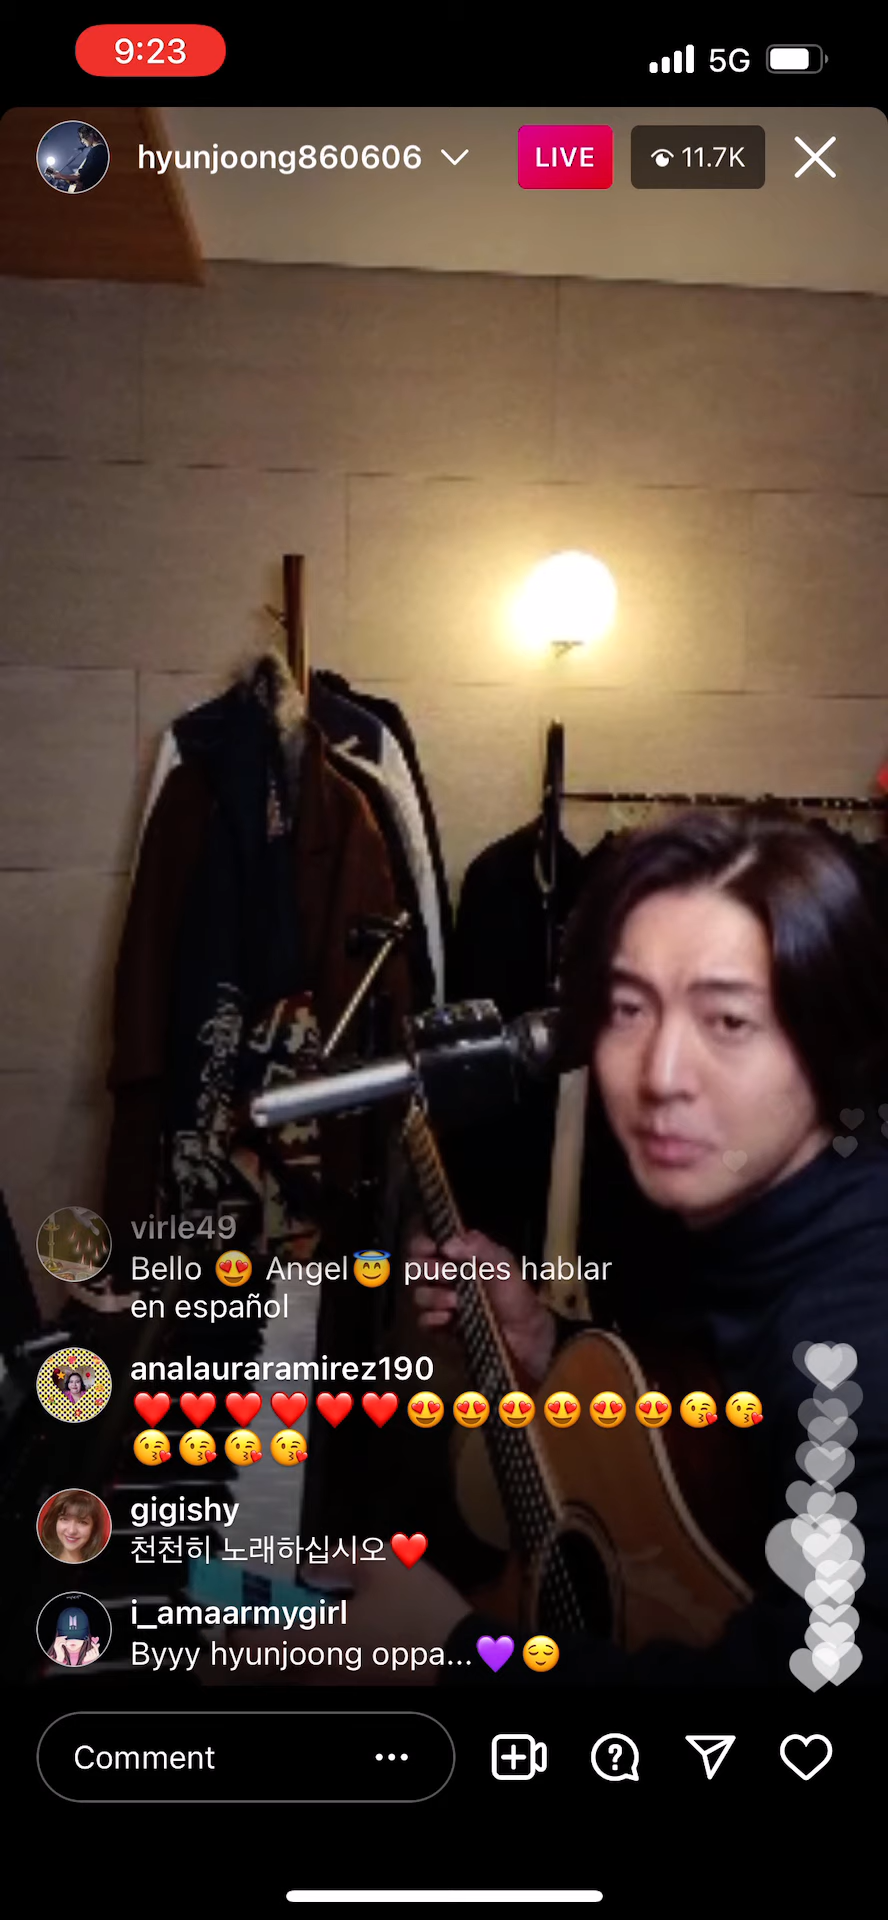 9:23
5G
hyunjoong860606
LIVE
11.7K
virle49
Bello 😍 Angel😇 puedes hablar
en español
analauraramirez190
❤️❤️❤️❤️❤️❤️😍😍😍😍😍😍😘😘
😘😘😘😘
gigishy
천천히 노래하십시오❤️
i_amaarmygirl
Byyy hyunjoong oppa...💜😌
Comment